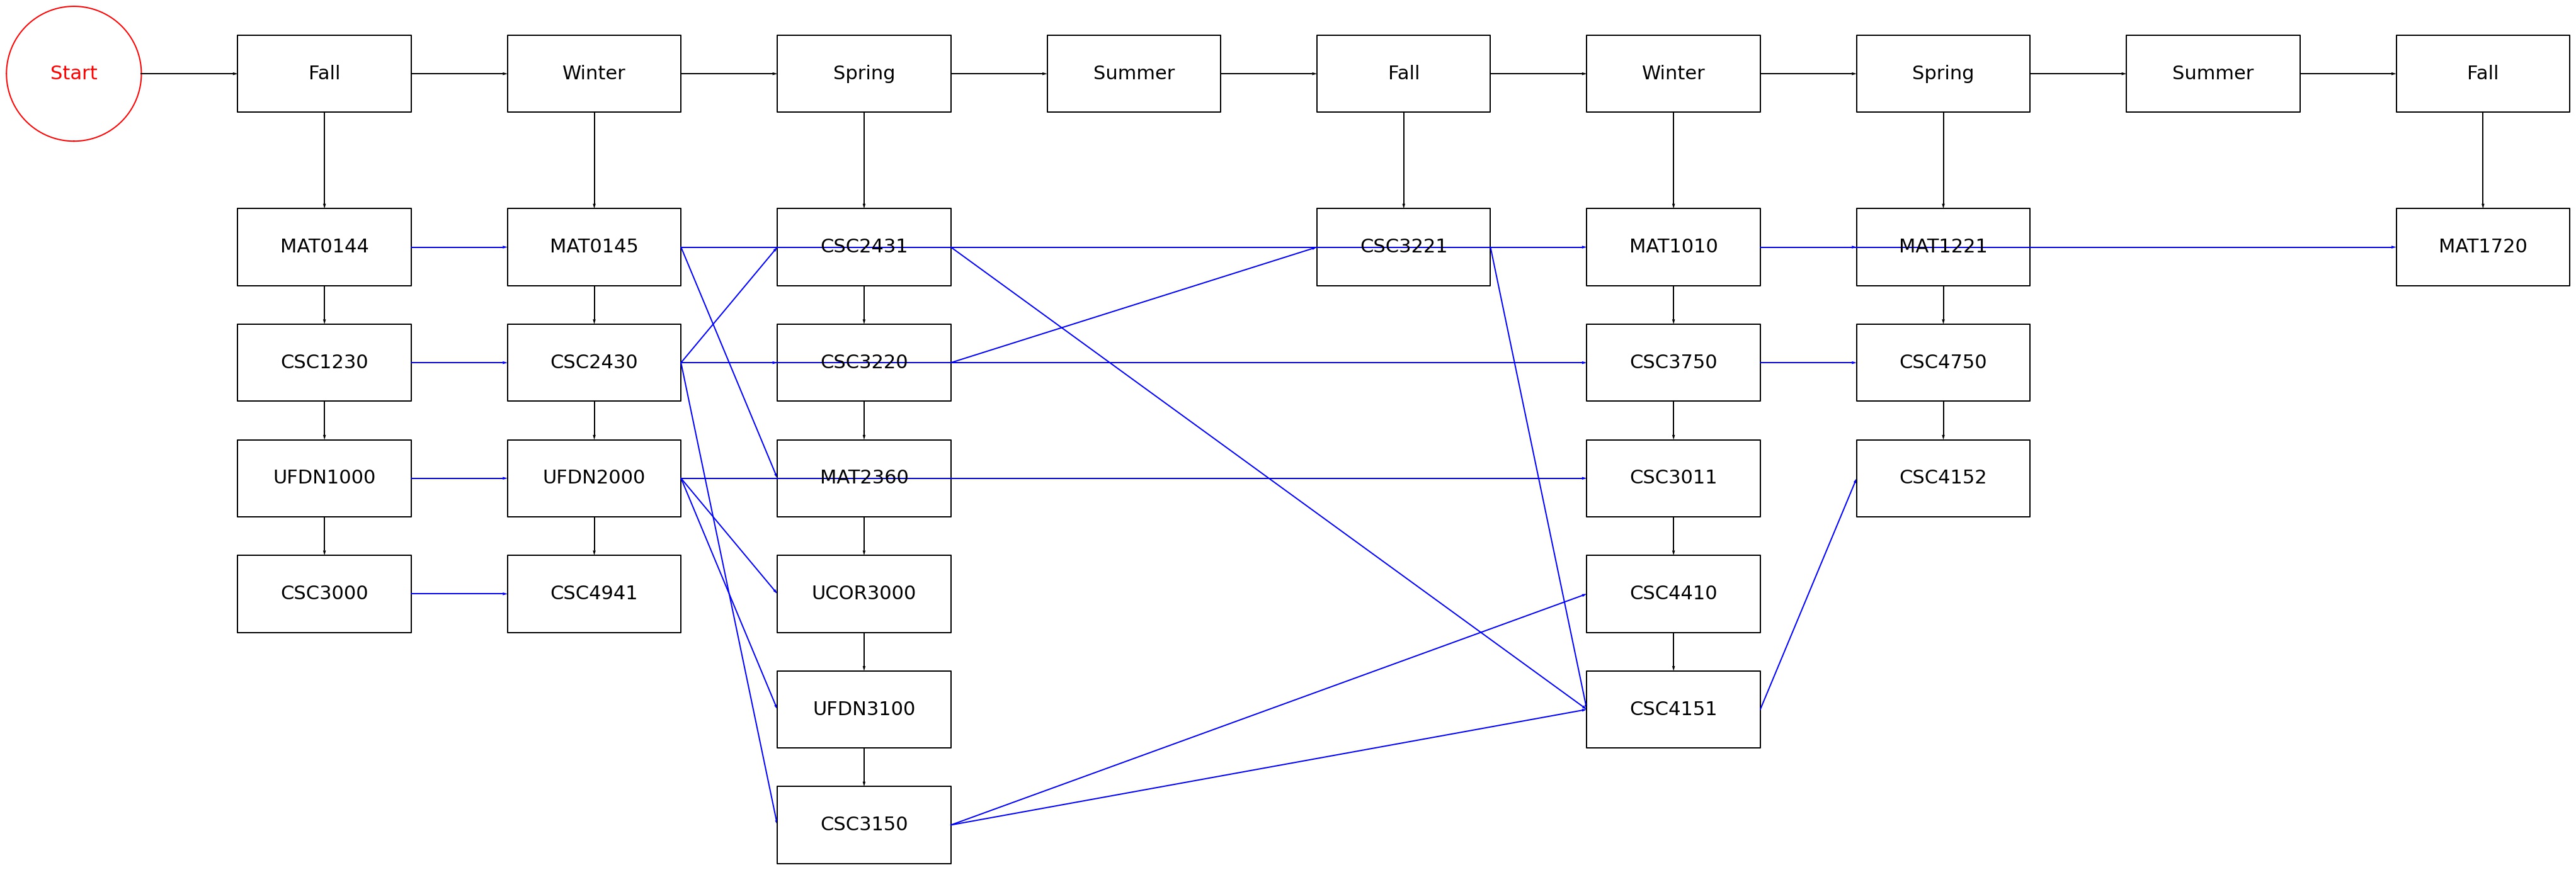 Start
Fall
Winter
Spring
Summer
Fall
Winter
Spring
Summer
Fall
MAT0144
MAT0145
CSC2431
CSC3221
MAT1010
MAT1221
MAT1720
CSC1230
CSC2430
CSC3220
CSC3750
CSC4750
UFDN1000
UFDN2000
MAT2360
CSC3011
CSC4152
CSC3000
CSC4941
UCOR3000
CSC4410
UFDN3100
CSC4151
CSC3150